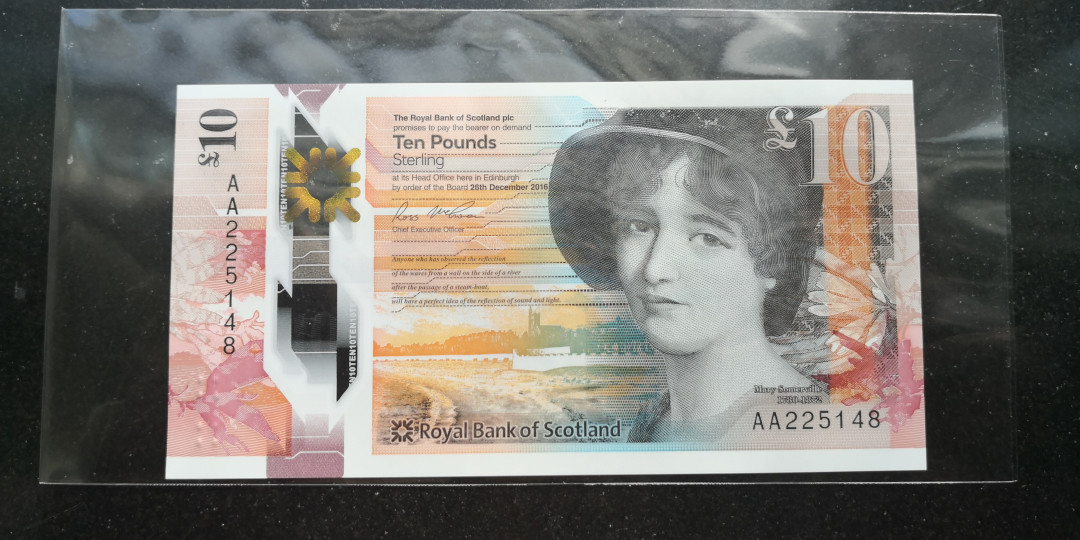 £10
AA225148
10TEN10TEN10TEN
10TEN10TEN101
The Royal Bank of Scotland plc
promises to pay the bearer on demand
Ten Pounds
Sterling
at its Head Office here in Edinburgh
by order of the Board 26th December 2016
Chief Executive Officer
Anyone who has observed the reflection
of the waves from a wall on the side of a river
after the passage of a steam-boat,
will have a perfect idea of the reflection of sound and light.
Royal Bank of Scotland
£10
Mary Somerville
1780-1872
AA225148